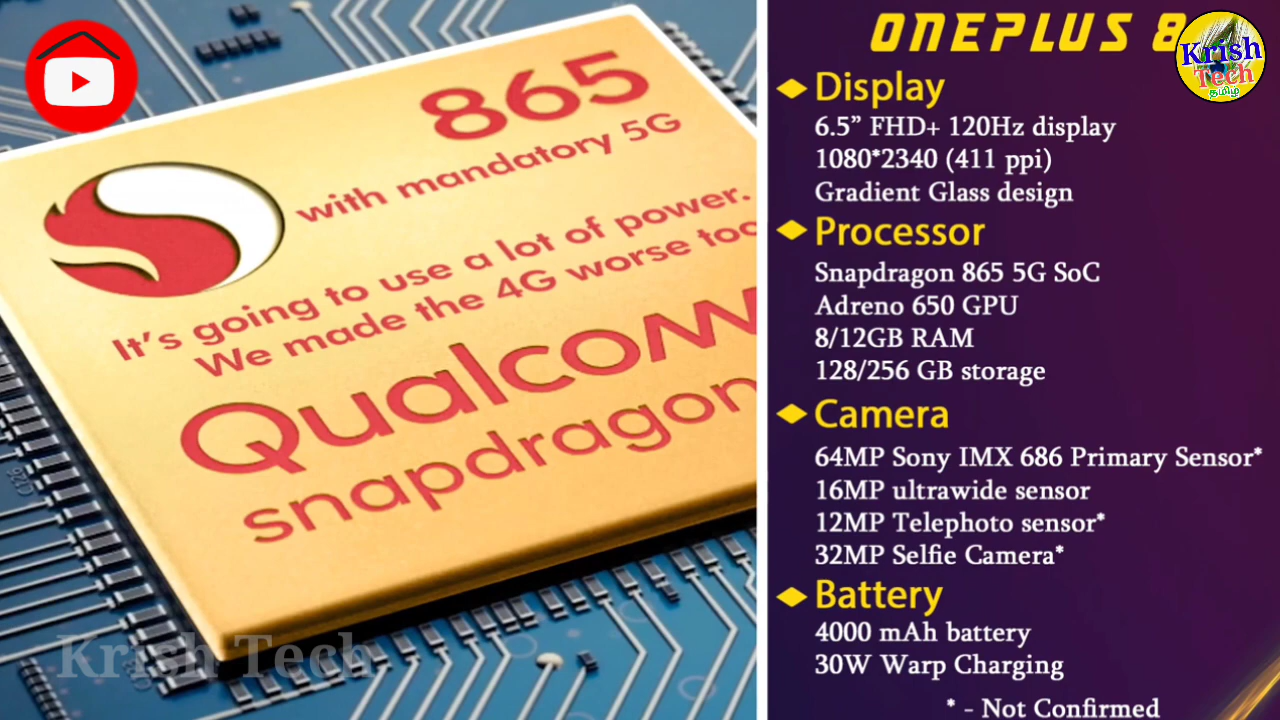 865
with mandatory 5G
It's going to use a lot of power.
We made the 4G worse too
Qualcom
snapdragon
Krish Tech
ONEPLUS 8
Krish
Tech
தமிழ்
Display
6.5” FHD+ 120Hz display
1080*2340 (411 ppi)
Gradient Glass design
Processor
Snapdragon 865 5G SoC
Adreno 650 GPU
8/12GB RAM
128/256 GB storage
Camera
64MP Sony IMX 686 Primary Sensor*
16MP ultrawide sensor
12MP Telephoto sensor*
32MP Selfie Camera*
Battery
4000 mAh battery
30W Warp Charging
* - Not Confirmed